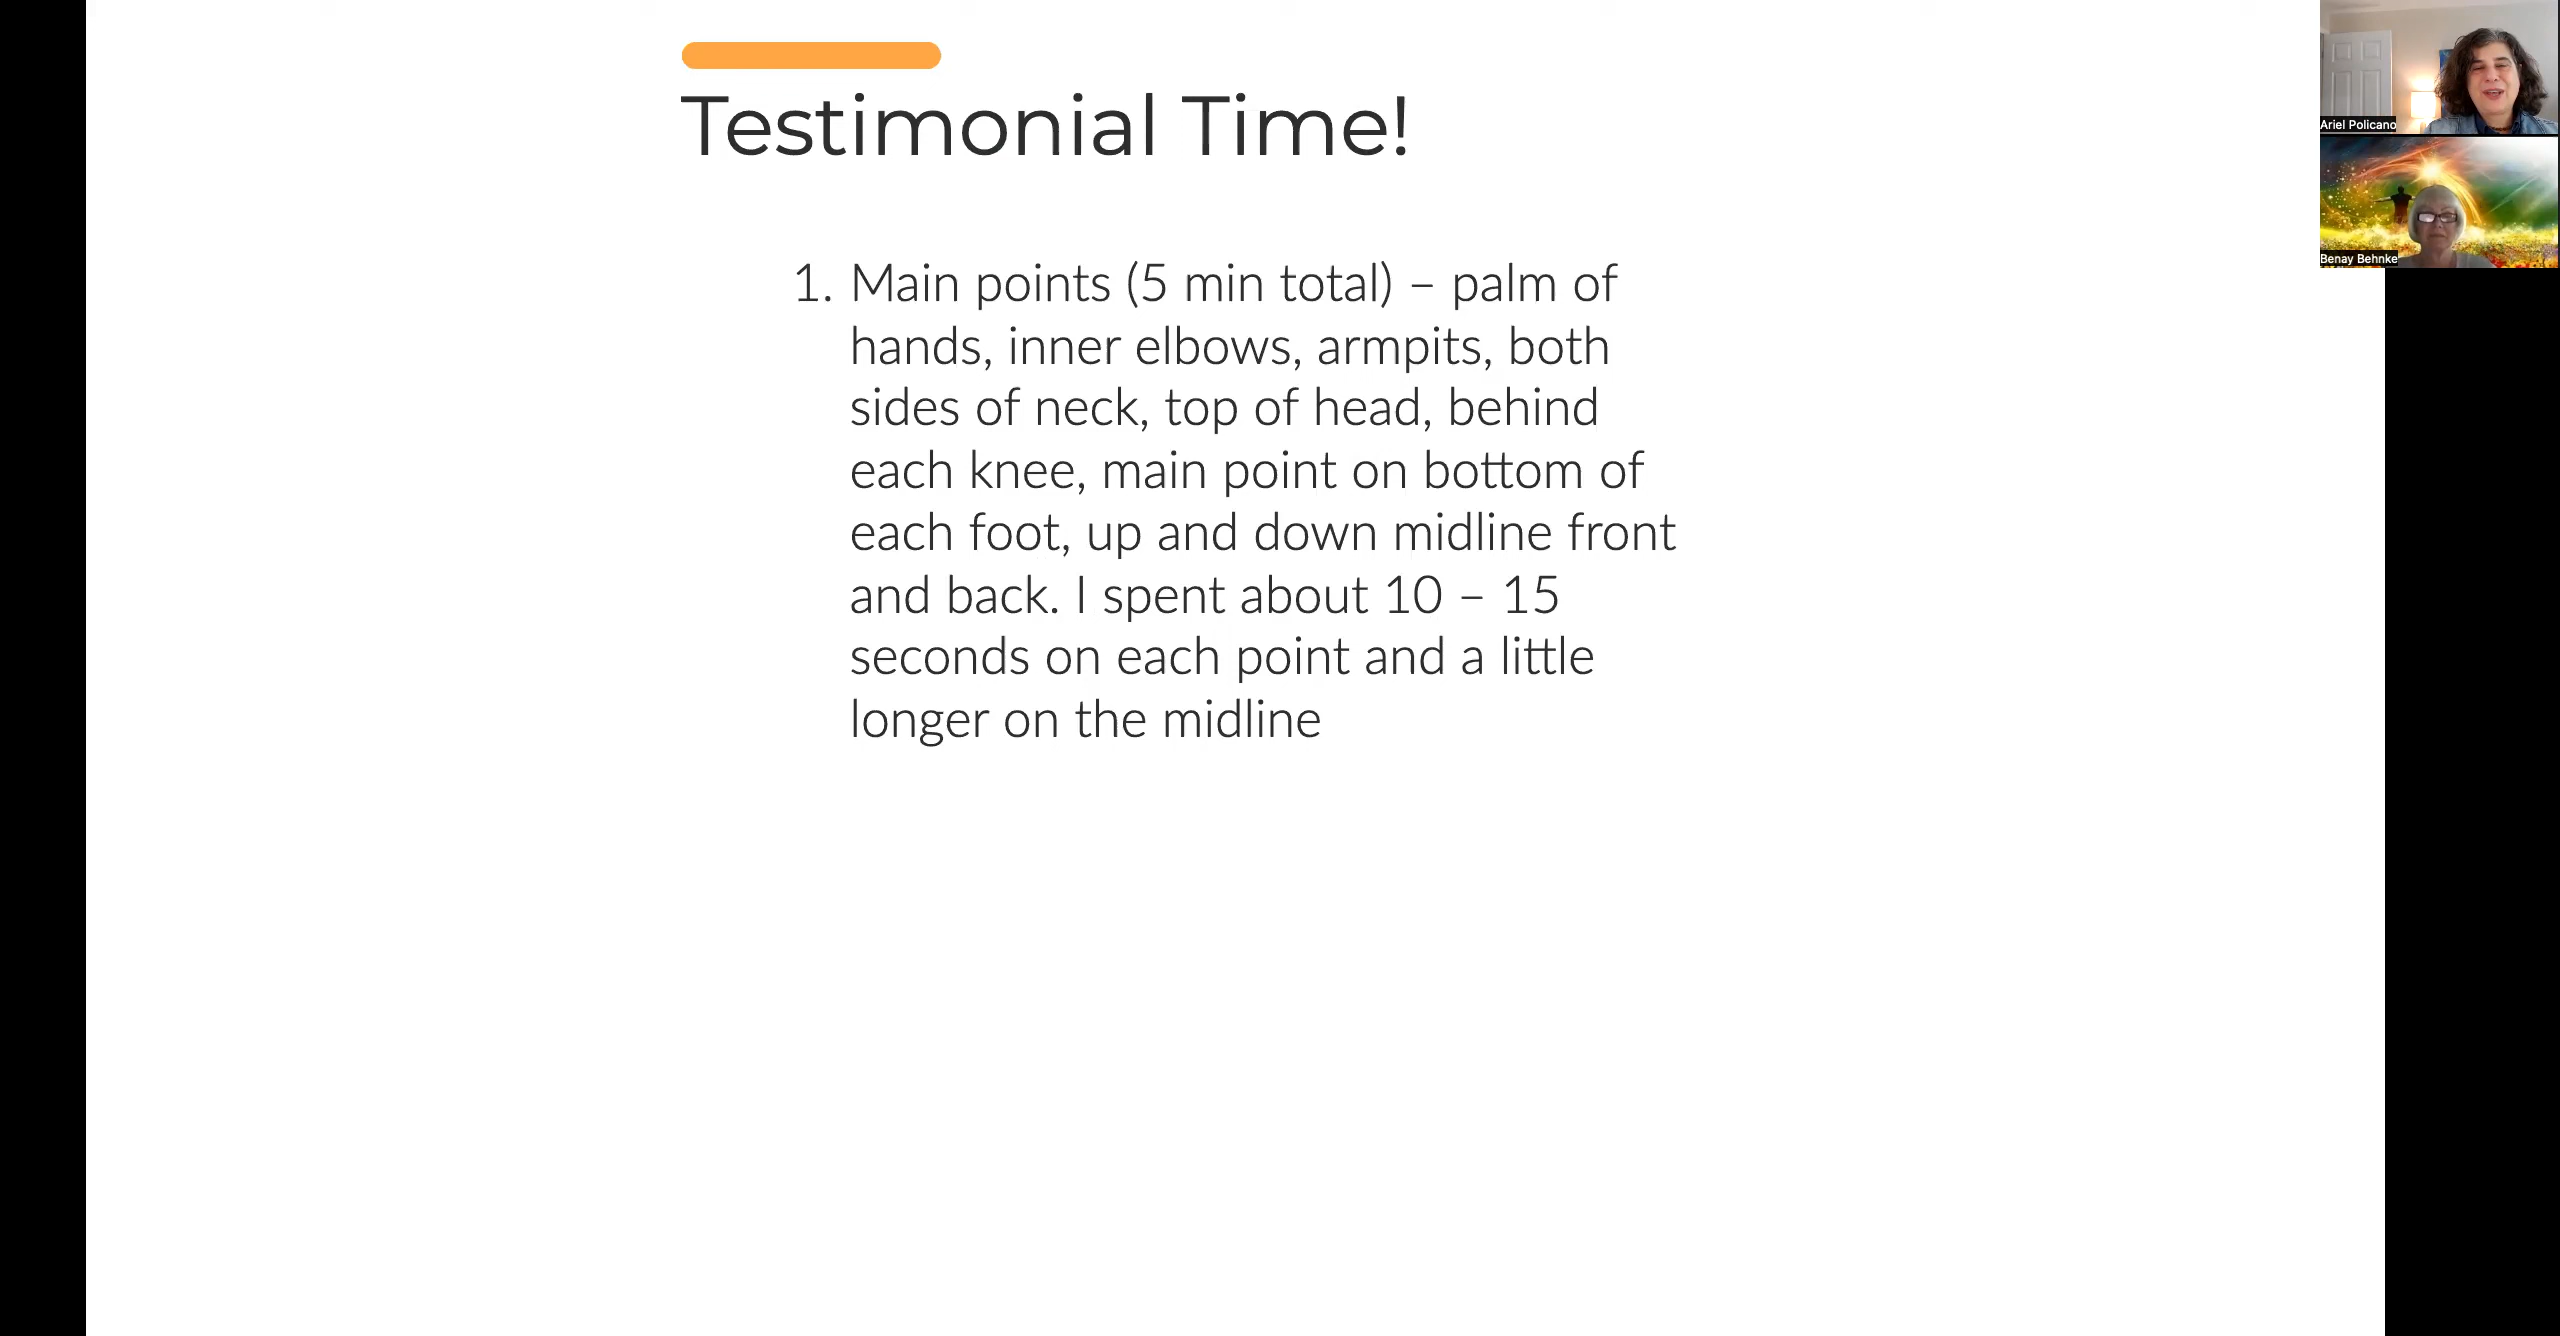 Testimonial Time!
1. Main points (5 min total) – palm of
hands, inner elbows, armpits, both
sides of neck, top of head, behind
each knee, main point on bottom of
each foot, up and down midline front
and back. I spent about 10 – 15
seconds on each point and a little
longer on the midline
Ariel Policano
Benay Behnke